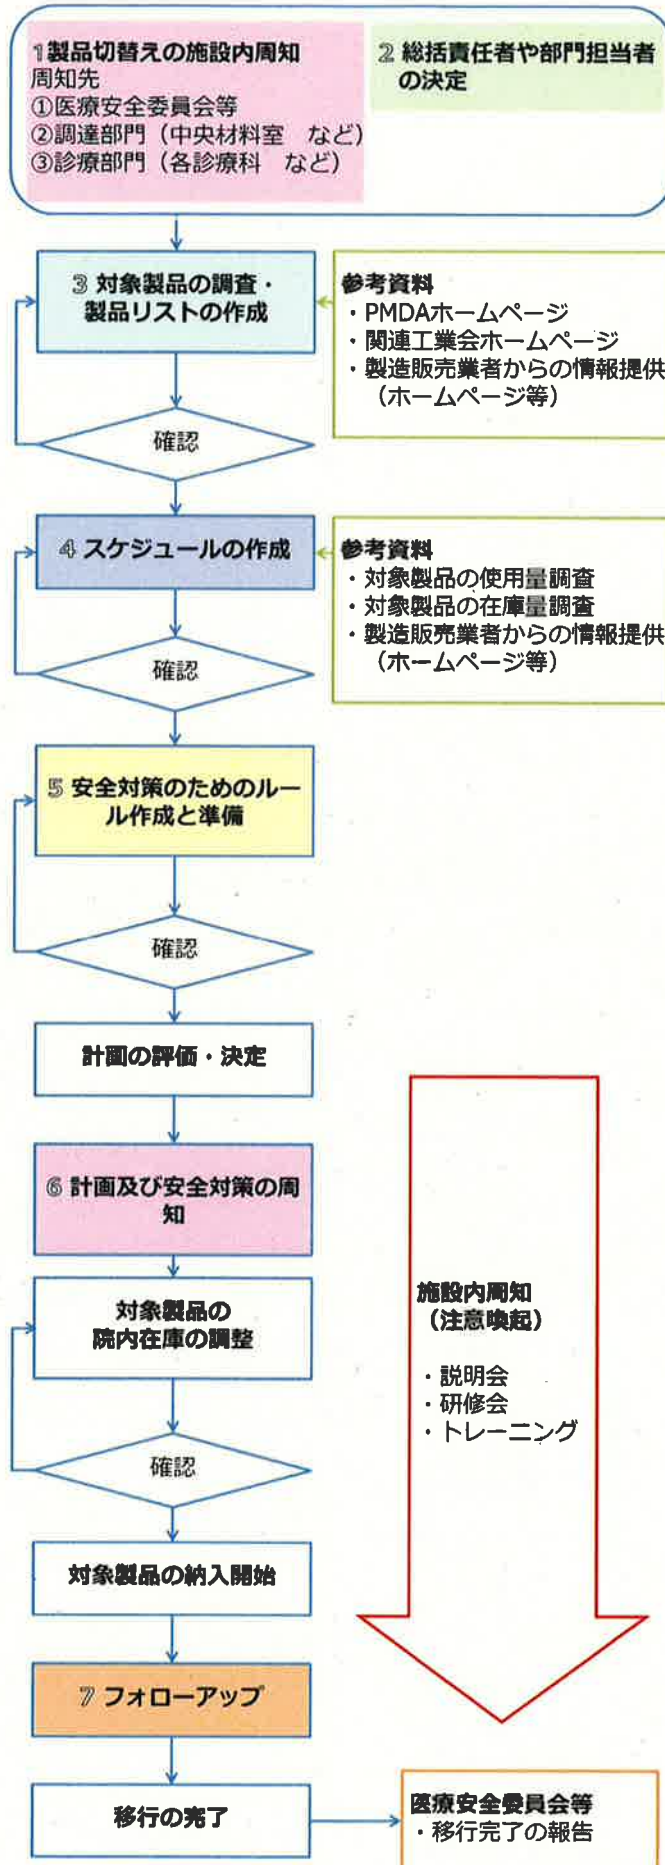 1製品切替えの施設内周知
周知先
①医療安全委員会等
②調達部門（中央材料室　など）
③診療部門（各診療科　など）
2 総括責任者や部門担当者
の決定
3 対象製品の調査・
製品リストの作成
参考資料
・PMDAホームページ
・関連工業会ホームページ
・製造販売業者からの情報提供
（ホームページ等）
確認
4 スケジュールの作成
参考資料
・対象製品の使用量調査
・対象製品の在庫量調査
・製造販売業者からの情報提供
（ホームページ等）
確認
5 安全対策のためのルー
ル作成と準備
確認
計画の評価・決定
6 計画及び安全対策の周
知
対象製品の
院内在庫の調整
確認
対象製品の納入開始
7 フォローアップ
移行の完了
施設内周知
（注意喚起）
・説明会
・研修会
・トレーニング
医療安全委員会等
・移行完了の報告